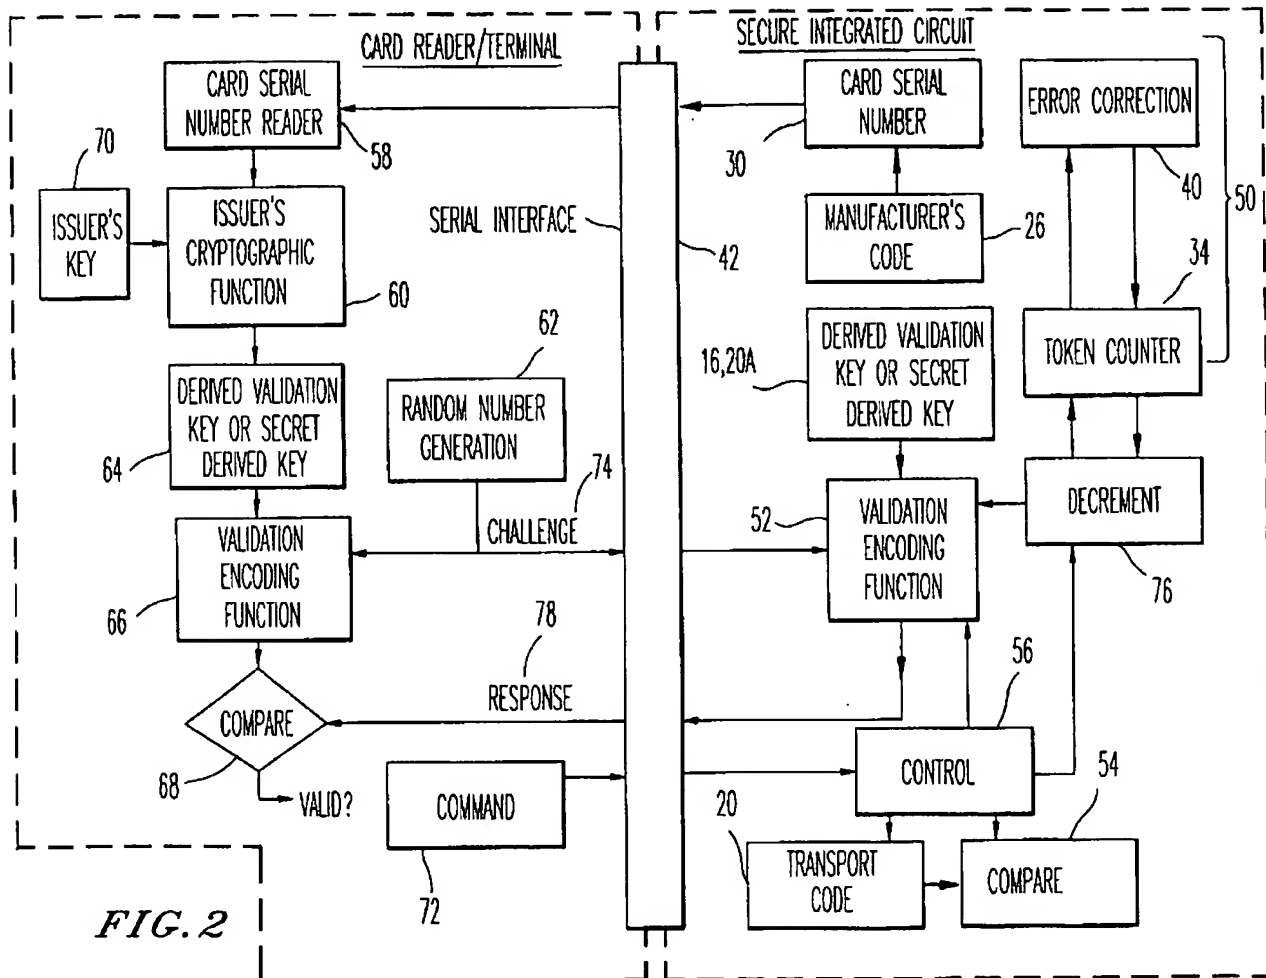 CARD READER/TERMINAL
SECURE INTEGRATED CIRCUIT
CARD SERIAL
NUMBER READER
58
70
ISSUER'S
KEY
ISSUER'S
CRYPTOGRAPHIC
FUNCTION
60
SERIAL INTERFACE
42
CARD SERIAL
NUMBER
30
MANUFACTURER'S
CODE
26
ERROR CORRECTION
40
50
34
TOKEN COUNTER
62
RANDOM NUMBER
GENERATION
DERIVED VALIDATION
KEY OR SECRET
DERIVED KEY
64
16,20A
DERIVED VALIDATION
KEY OR SECRET
DERIVED KEY
74
CHALLENGE
VALIDATION
ENCODING
FUNCTION
66
52
VALIDATION
ENCODING
FUNCTION
DECREMENT
76
78
RESPONSE
COMPARE
68
VALID?
COMMAND
72
56
CONTROL
54
20
TRANSPORT
CODE
COMPARE
FIG. 2